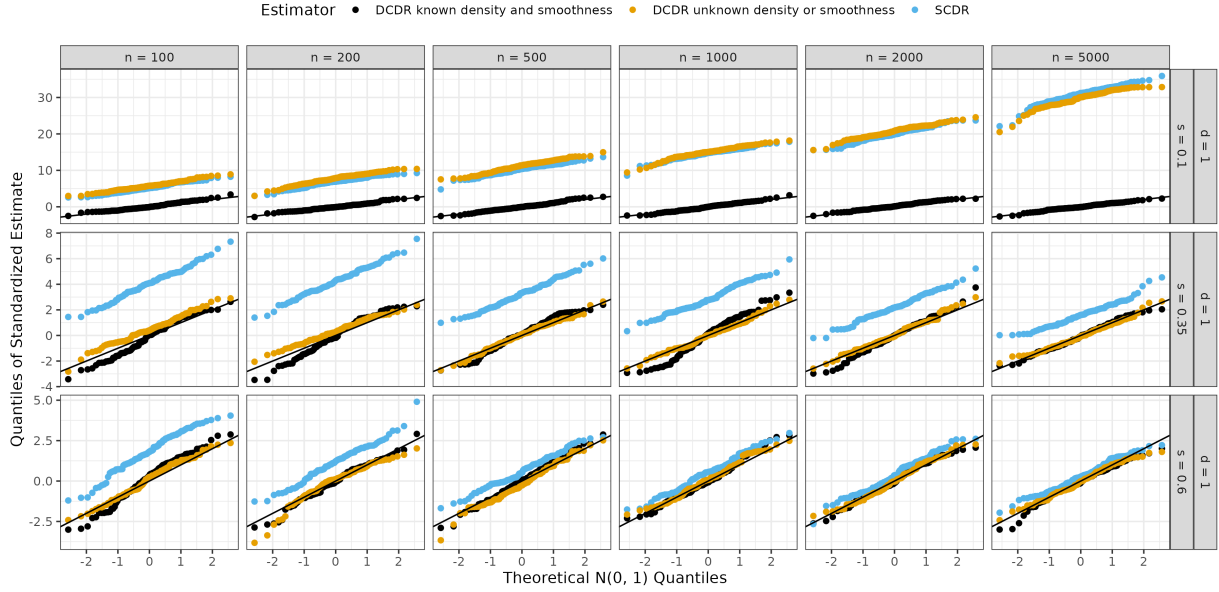 Estimator DCDR known density and smoothness DCDR unknown density or smoothness SCDR
n = 100 n = 200 n = 500 n = 1000 n = 2000 n = 5000
30
20
10
0
s = 0.1
d = 1
8
6
4
2
0
-2
-4
s = 0.35
d = 1
5.0
2.5
0.0
-2.5
s = 0.6
d = 1
-2 -1 0 1 2 -2 -1 0 1 2 -2 -1 0 1 2 -2 -1 0 1 2 -2 -1 0 1 2 -2 -1 0 1 2
Theoretical N(0, 1) Quantiles
Quantiles of Standardized Estimate